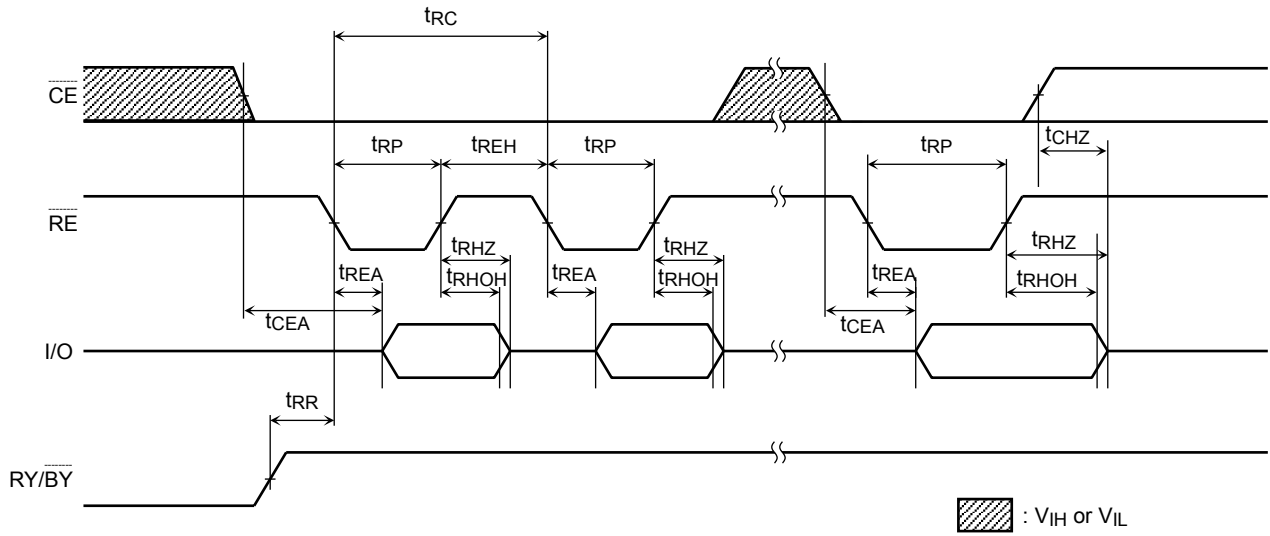 tRC
CE
tCHZ
tRP tREH tRP tRP
RE
tRHZ tRHZ tRHZ
tREA tRHOH tREA tRHOH tREA tRHOH
tCEA tCEA
I/O
tRR
RY/BY
: VIH or VIL